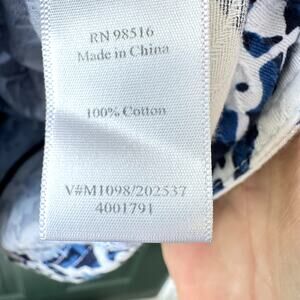 RN 98516
Made in China
100% Cotton
V#M1098/202537
4001791